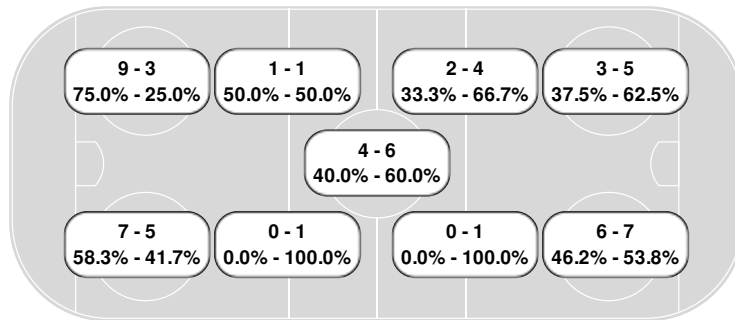 9 - 3
75.0% - 25.0%
1 - 1
50.0% - 50.0%
2 - 4
33.3% - 66.7%
3 - 5
37.5% - 62.5%
4 - 6
40.0% - 60.0%
7 - 5
58.3% - 41.7%
0 - 1
0.0% - 100.0%
0 - 1
0.0% - 100.0%
6 - 7
46.2% - 53.8%